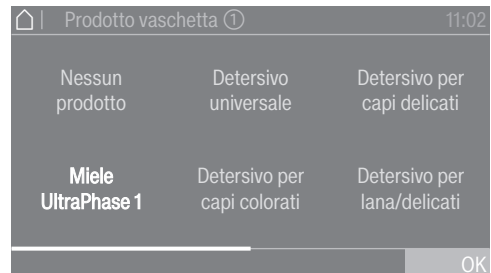 Prodotto vaschetta ①
11:02
Nessun
prodotto
Detersivo
universale
Detersivo per
capi delicati
Miele
UltraPhase 1
Detersivo per
capi colorati
Detersivo per
lana/delicati
OK